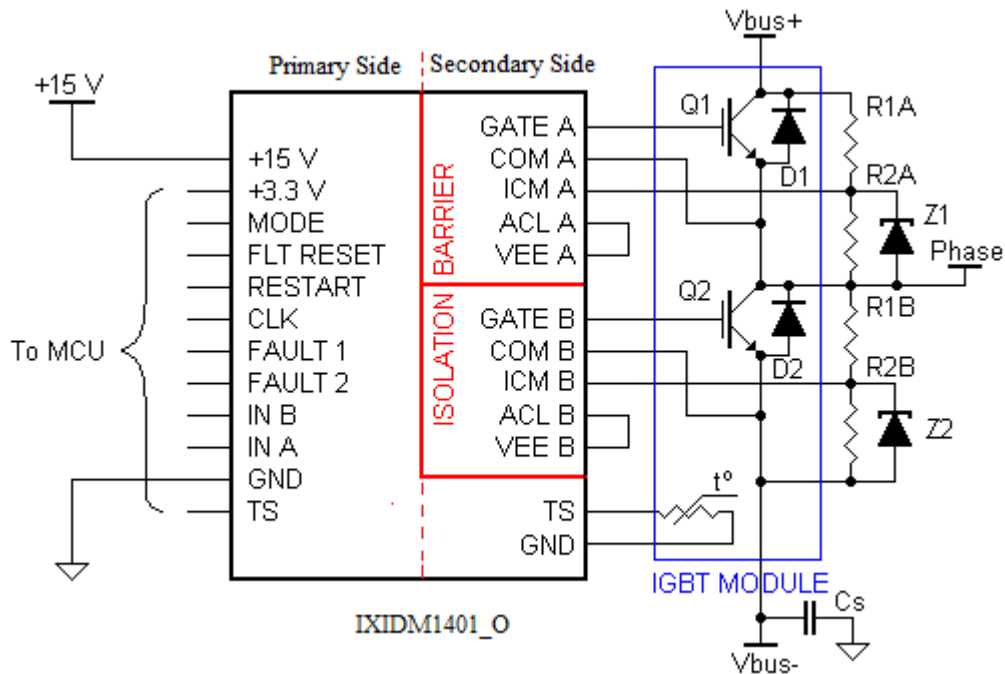 Vbus+
Primary Side
Secondary Side
+15 V
Q1
R1A
GATE A
COM A
+15 V
D1
R2A
+3.3 V
ICM A
MODE
ACL A
Z1
FLT RESET
VEE A
Phase
RESTART
ISOLATION BARRIER
Q2
R1B
CLK
GATE B
To MCU
FAULT 1
COM B
D2
R2B
FAULT 2
ICM B
IN B
ACL B
Z2
IN A
VEE B
GND
t°
TS
TS
GND
IGBT MODULE
Cs
IXIDM1401_O
Vbus-